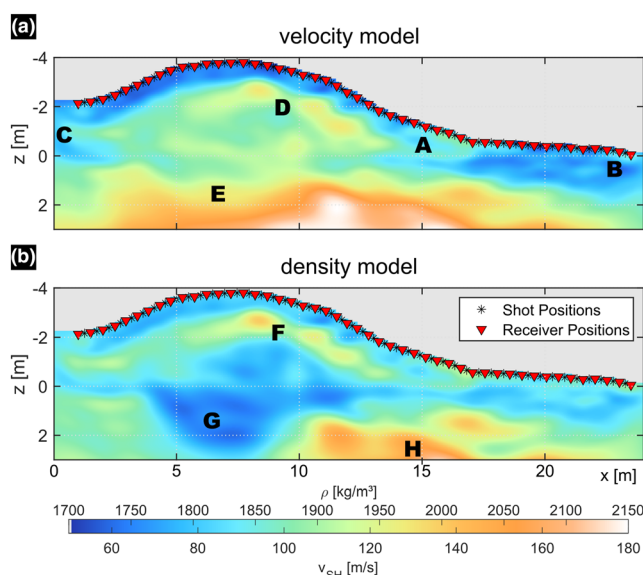 (a)
velocity model
-4
-2
0
2
z [m]
C
D
A
B
E
(b)
density model
-4
-2
0
2
z [m]
Shot Positions
Receiver Positions
F
G
H
0 5 10 15 20 x [m]
ρ [kg/m³]
1700 1750 1800 1850 1900 1950 2000 2050 2100 2150
60 80 100 120 140 160 180
vSH [m/s]